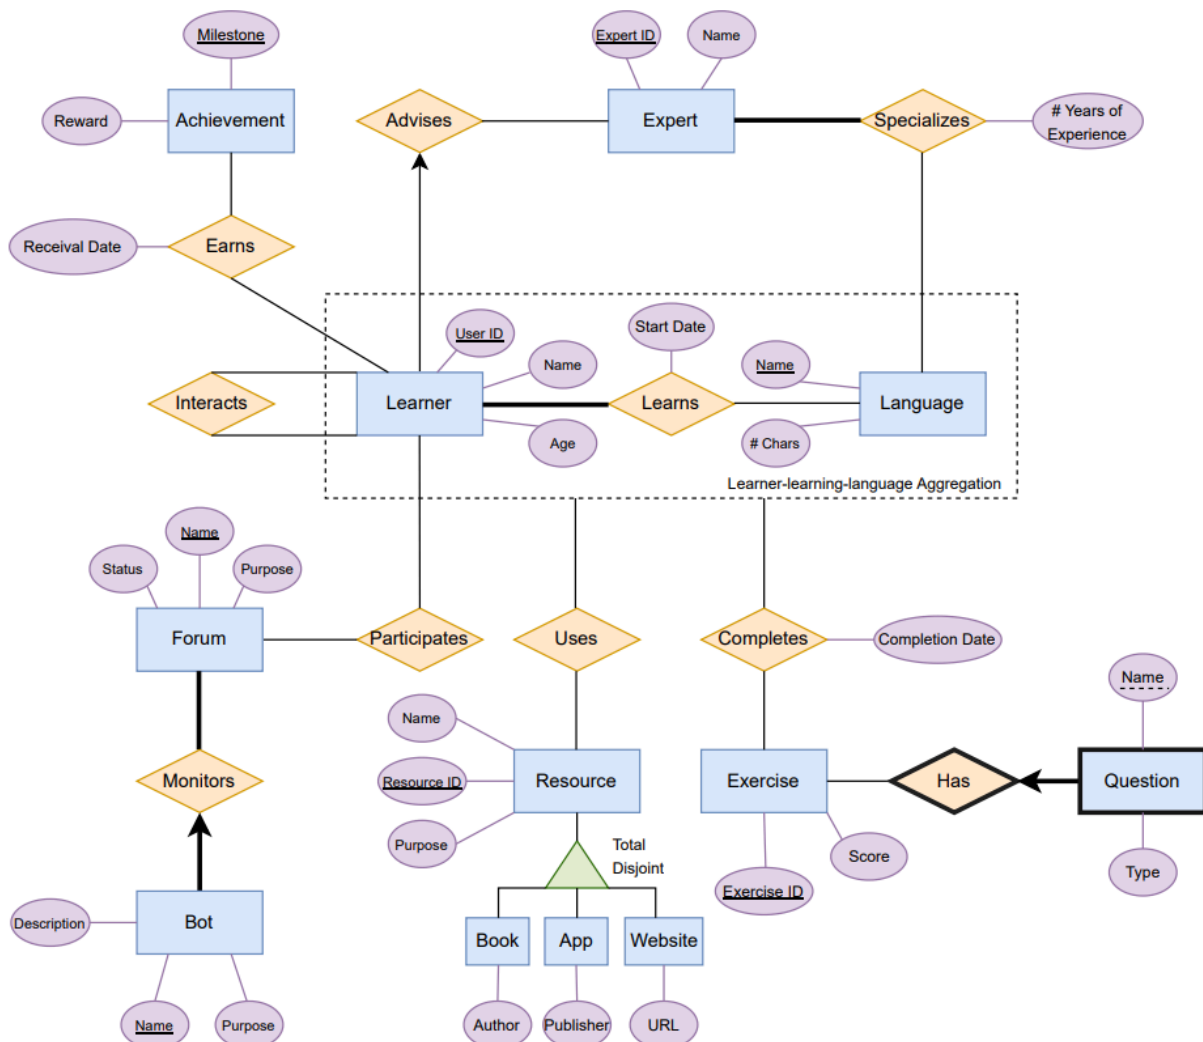 Milestone
Expert ID
Name
Reward
Achievement
Advises
Expert
Specializes
# Years of
Experience
Receival Date
Earns
User ID
Start Date
Name
Name
Interacts
Learner
Learns
Language
Age
# Chars
Learner-learning-language Aggregation
Name
Status
Purpose
Forum
Participates
Uses
Completes
Completion Date
Name
Name
Monitors
Resource ID
Resource
Exercise
Has
Question
Purpose
Total
Disjoint
Score
Type
Exercise ID
Description
Bot
Book
App
Website
Name
Purpose
Author
Publisher
URL